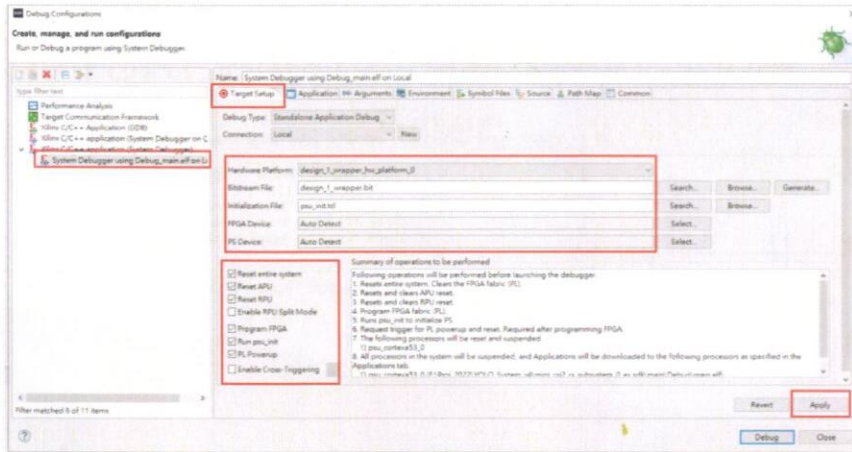 Debug Configurations
Create, manage, and run configurations
Run or Debug a program using System Debugger
Name: System Debugger using Debug_main.elf on Local
type filter text
Performance Analysis
Target Communication Framework
Xilinx C/C++ Application (GDB)
Xilinx C/C++ application (System Debugger on
Xilinx C/C++ application (System Debugger)
System Debugger using Debug_main.elf on Lo
Filter matched 8 of 11 items
Target Setup Application Arguments Environment Symbol Files Source Path Map Common
Debug Type: Standalone Application Debug
Connection: Local New
Hardware Platform: design_1_wrapper_hw_platform_0
Bitstream File: design_1_wrapper.bit Search... Browse... Generate...
Initialization File: psu_init.tcl Search... Browse...
FPGA Device: Auto Detect Select...
PS Device: Auto Detect Select...
Reset entire system
Reset APU
Reset RPU
Enable RPU Split Mode
Program FPGA
Run psu_init
PL Powerup
Enable Cross-Triggering
Summary of operations to be performed
Following operations will be performed before launching the debugger.
1. Resets entire system. Clears the FPGA fabric (PL).
2. Resets and clears APU reset.
3. Resets and clears RPU reset.
4. Program FPGA fabric (PL).
5. Runs psu_init to initialize PS.
6. Request trigger for PL powerup and reset. Required after programming FPGA.
7. The following processors will be reset and suspended
1) psu_cortexa53_0
8. All processors in the system will be suspended, and Applications will be downloaded to the following processors as specified in the
Applications tab.
Revert Apply
Debug Close